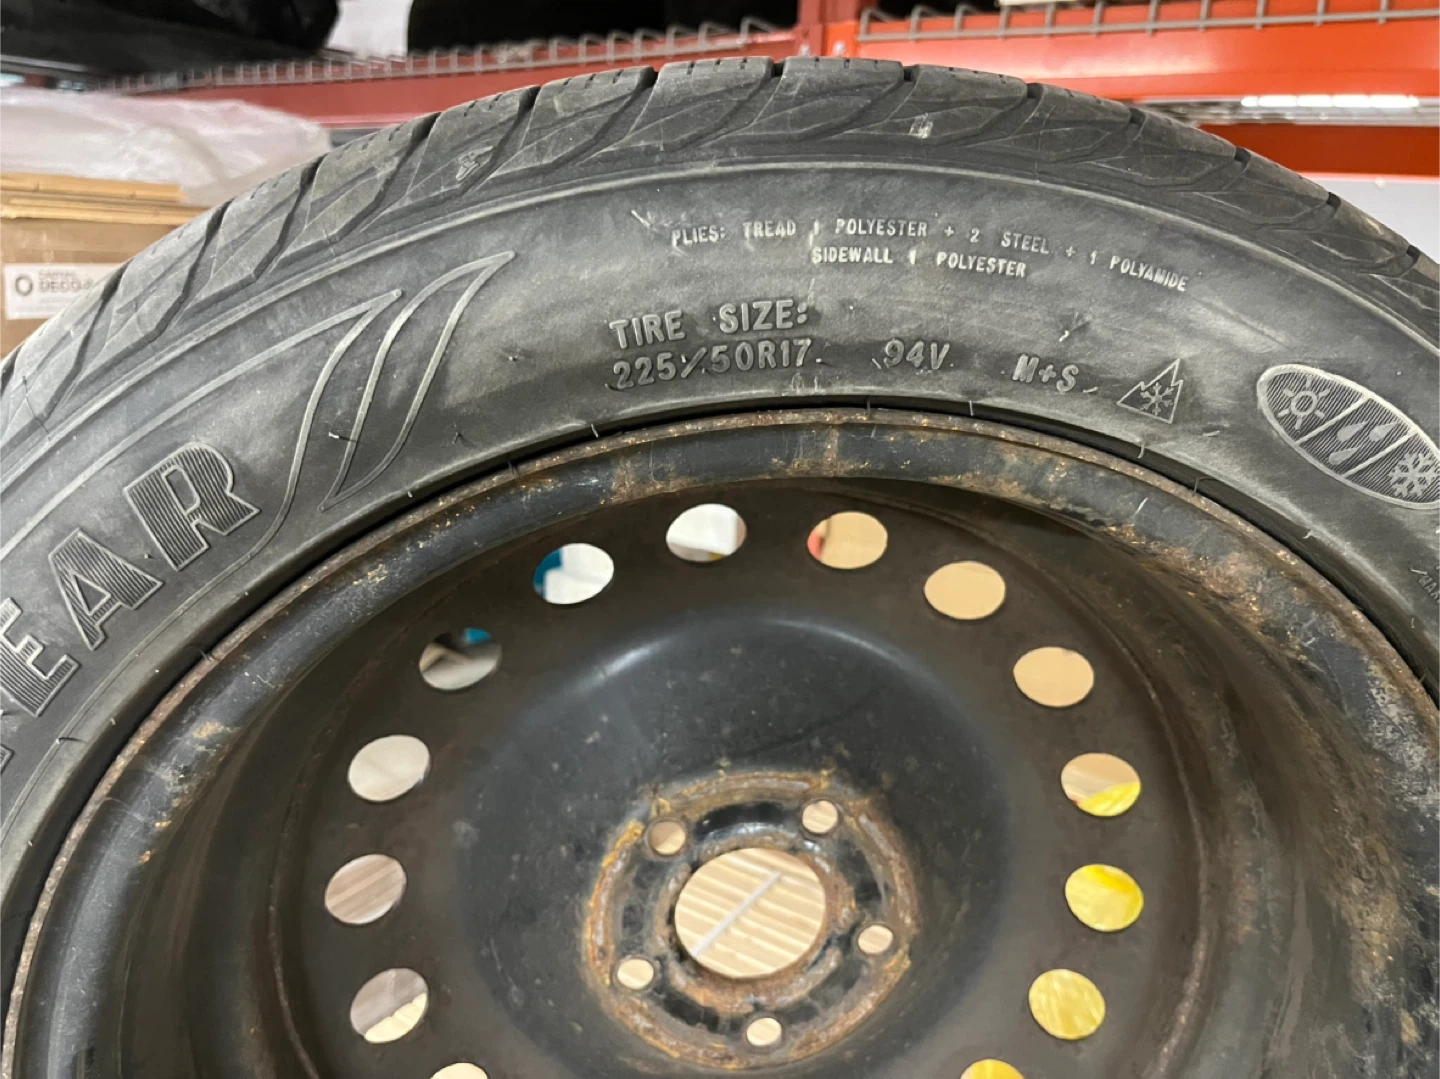 PLIES: TREAD 1 POLYESTER + 2 STEEL + 1 POLYAMIDE
SIDEWALL 1 POLYESTER
TIRE SIZE:
225/50R17 94V M+S
EAR